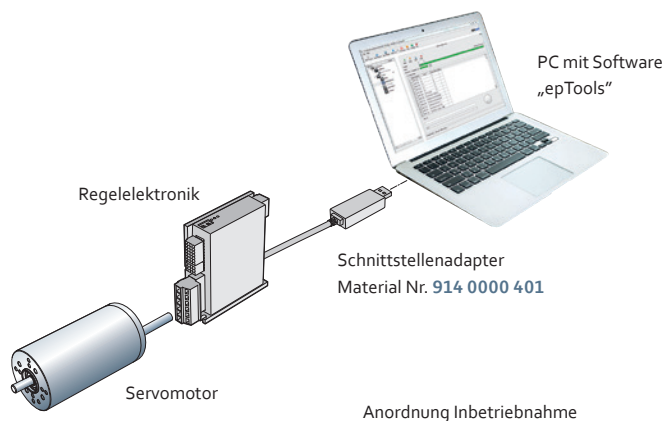 PC mit Software
„epTools”
Regelelektronik
Schnittstellenadapter
Material Nr. 914 0000 401
Servomotor
Anordnung Inbetriebnahme